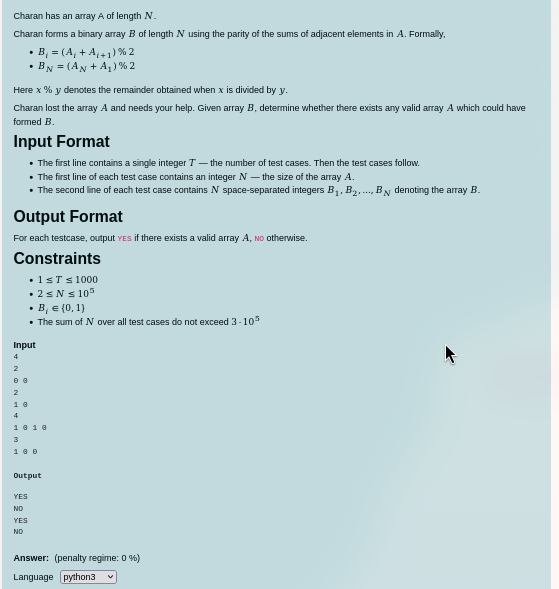 Charan has an array A of length N.
Charan forms a binary array B of length N using the parity of the sums of adjacent elements in A. Formally,
• B_i = (A_i + A_{i+1}) % 2
• B_N = (A_N + A_1) % 2
Here x % y denotes the remainder obtained when x is divided by y.
Charan lost the array A and needs your help. Given array B, determine whether there exists any valid array A which could have
formed B.
Input Format
• The first line contains a single integer T — the number of test cases. Then the test cases follow.
• The first line of each test case contains an integer N — the size of the array A.
• The second line of each test case contains N space-separated integers B_1, B_2, ..., B_N denoting the array B.
Output Format
For each testcase, output YES if there exists a valid array A, NO otherwise.
Constraints
• 1 ≤ T ≤ 1000
• 2 ≤ N ≤ 10^5
• B_i ∈ {0, 1}
• The sum of N over all test cases do not exceed 3 · 10^5
Input
4
2
0 0
2
1 0
4
1 0 1 0
3
1 0 0
Output
YES
NO
YES
NO
Answer: (penalty regime: 0 %)
Language python3